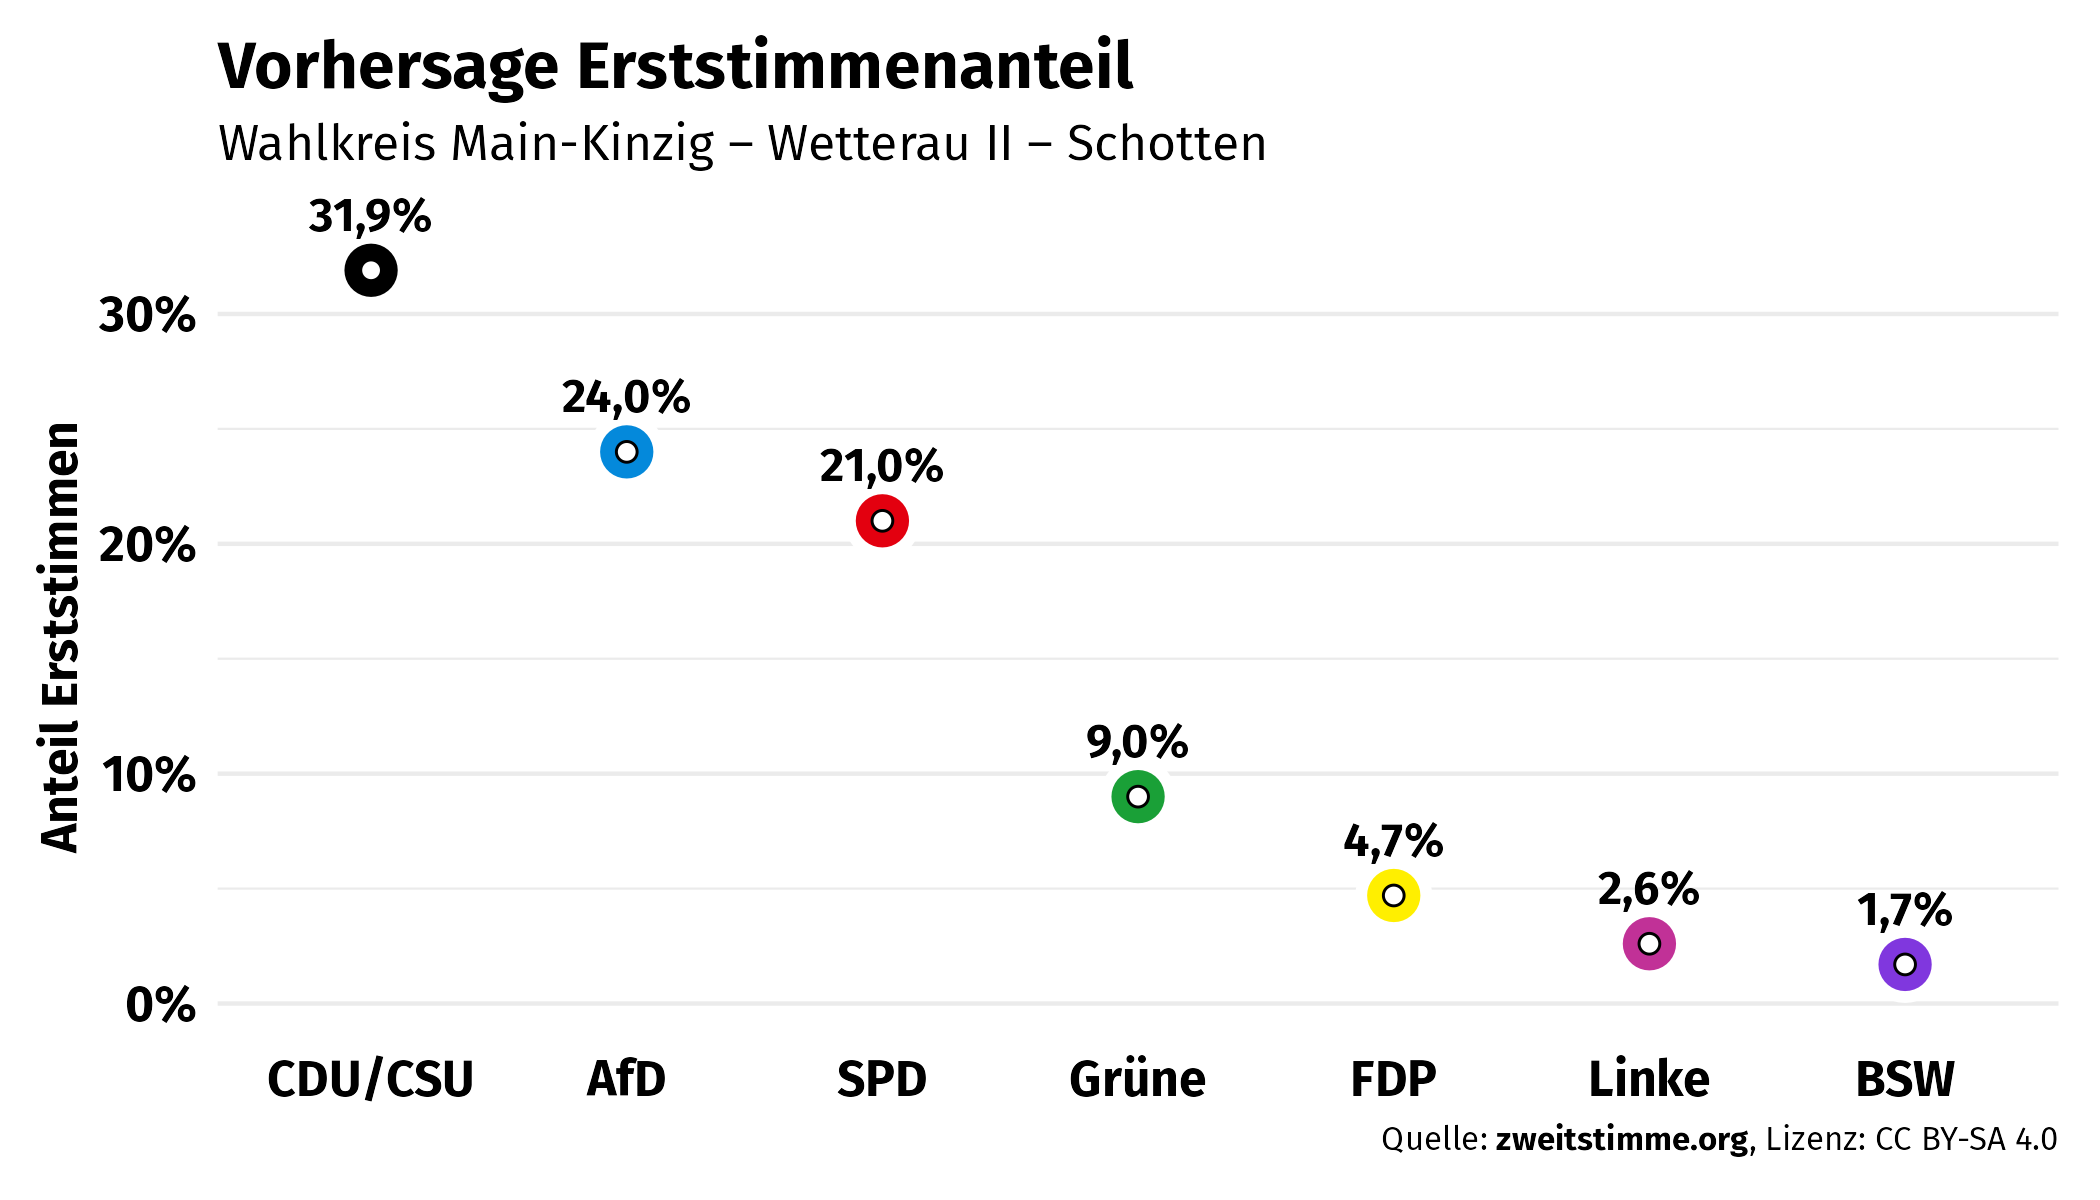 Vorhersage Erststimmenanteil
Wahlkreis Main-Kinzig – Wetterau II – Schotten
31,9%
30%
24,0%
21,0%
20%
Anteil Erststimmen
9,0%
10%
4,7%
2,6%
1,7%
0%
CDU/CSU AfD SPD Grüne FDP Linke BSW
Quelle: zweitstimme.org, Lizenz: CC BY-SA 4.0